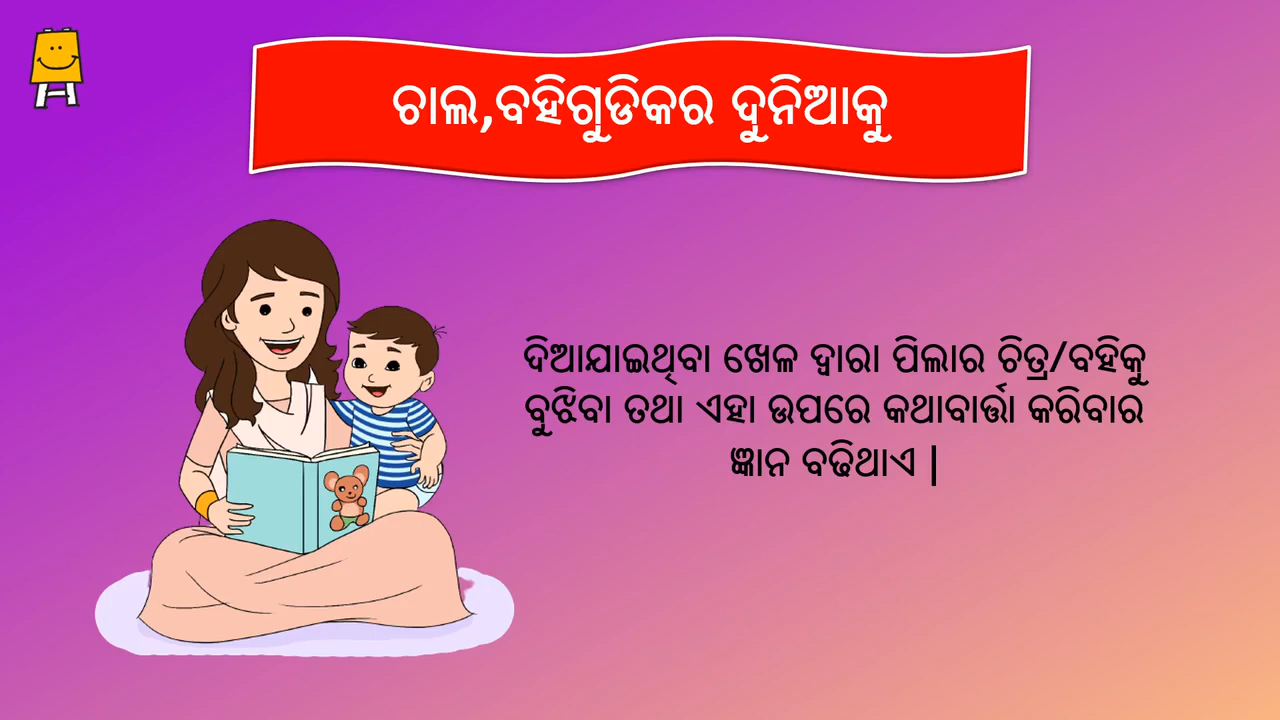 ଚାଲ,ବହିଗୁଡିକର ଦୁନିଆକୁ
ଦିଆଯାଇଥିବା ଖେଳ ଦ୍ୱାରା ପିଲାର ଚିତ୍ର/ବହିକୁ
ବୁଝିବା ତଥା ଏହା ଉପରେ କଥାବାର୍ତ୍ତା କରିବାର
ଜ୍ଞାନ ବଢିଥାଏ |